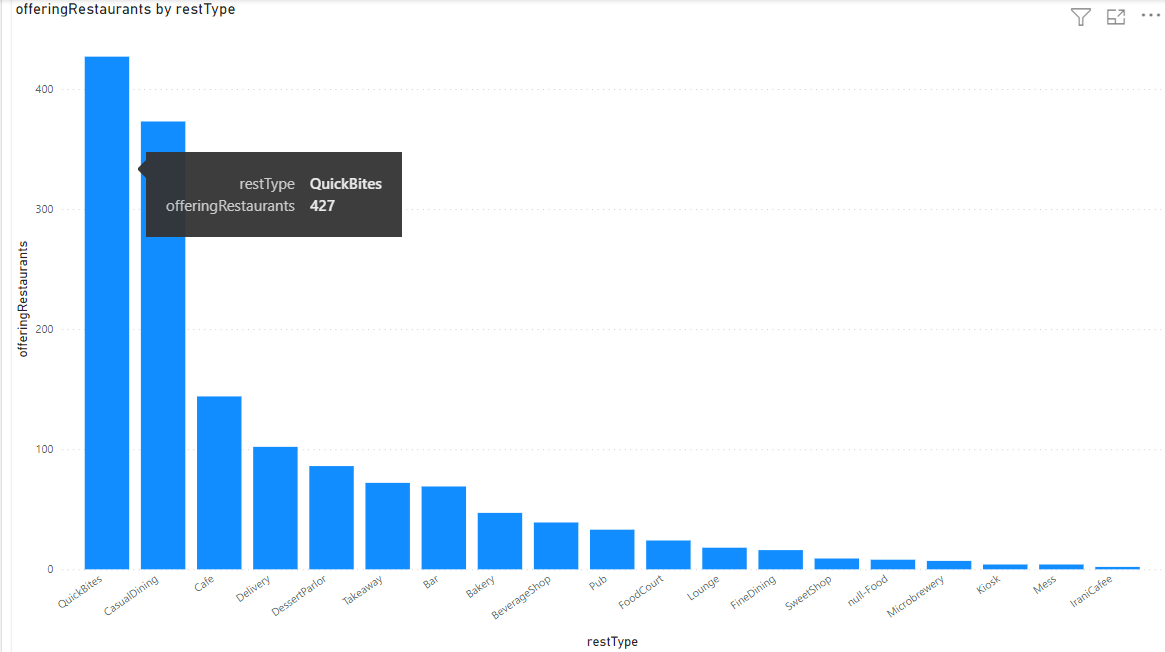 offeringRestaurants by restType
400
300
200
100
0
offeringRestaurants
restType QuickBites
offeringRestaurants 427
QuickBites
CasualDining
Cafe
Delivery
DessertParlor
Takeaway
Bar
Bakery
BeverageShop
Pub
FoodCourt
Lounge
FineDining
SweetShop
null-Food
Microbrewery
Kiosk
Mess
IraniCafee
restType